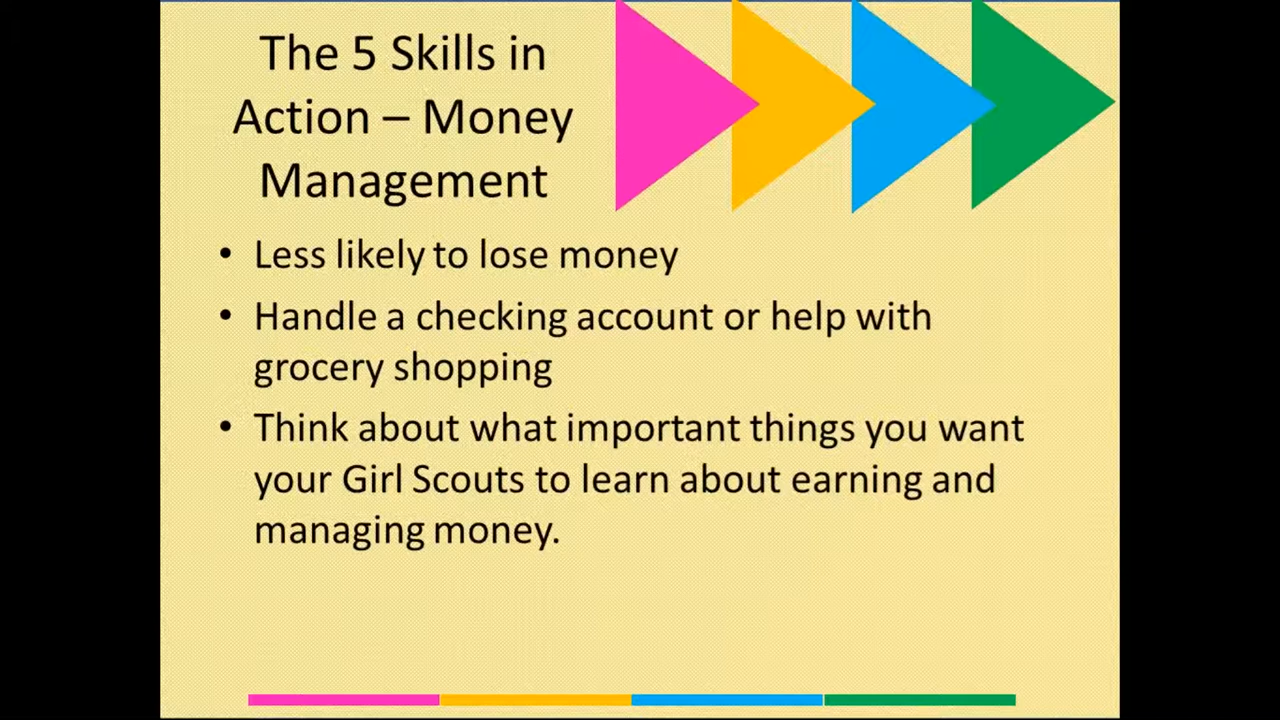 The 5 Skills in
Action – Money
Management
• Less likely to lose money
• Handle a checking account or help with
grocery shopping
• Think about what important things you want
your Girl Scouts to learn about earning and
managing money.